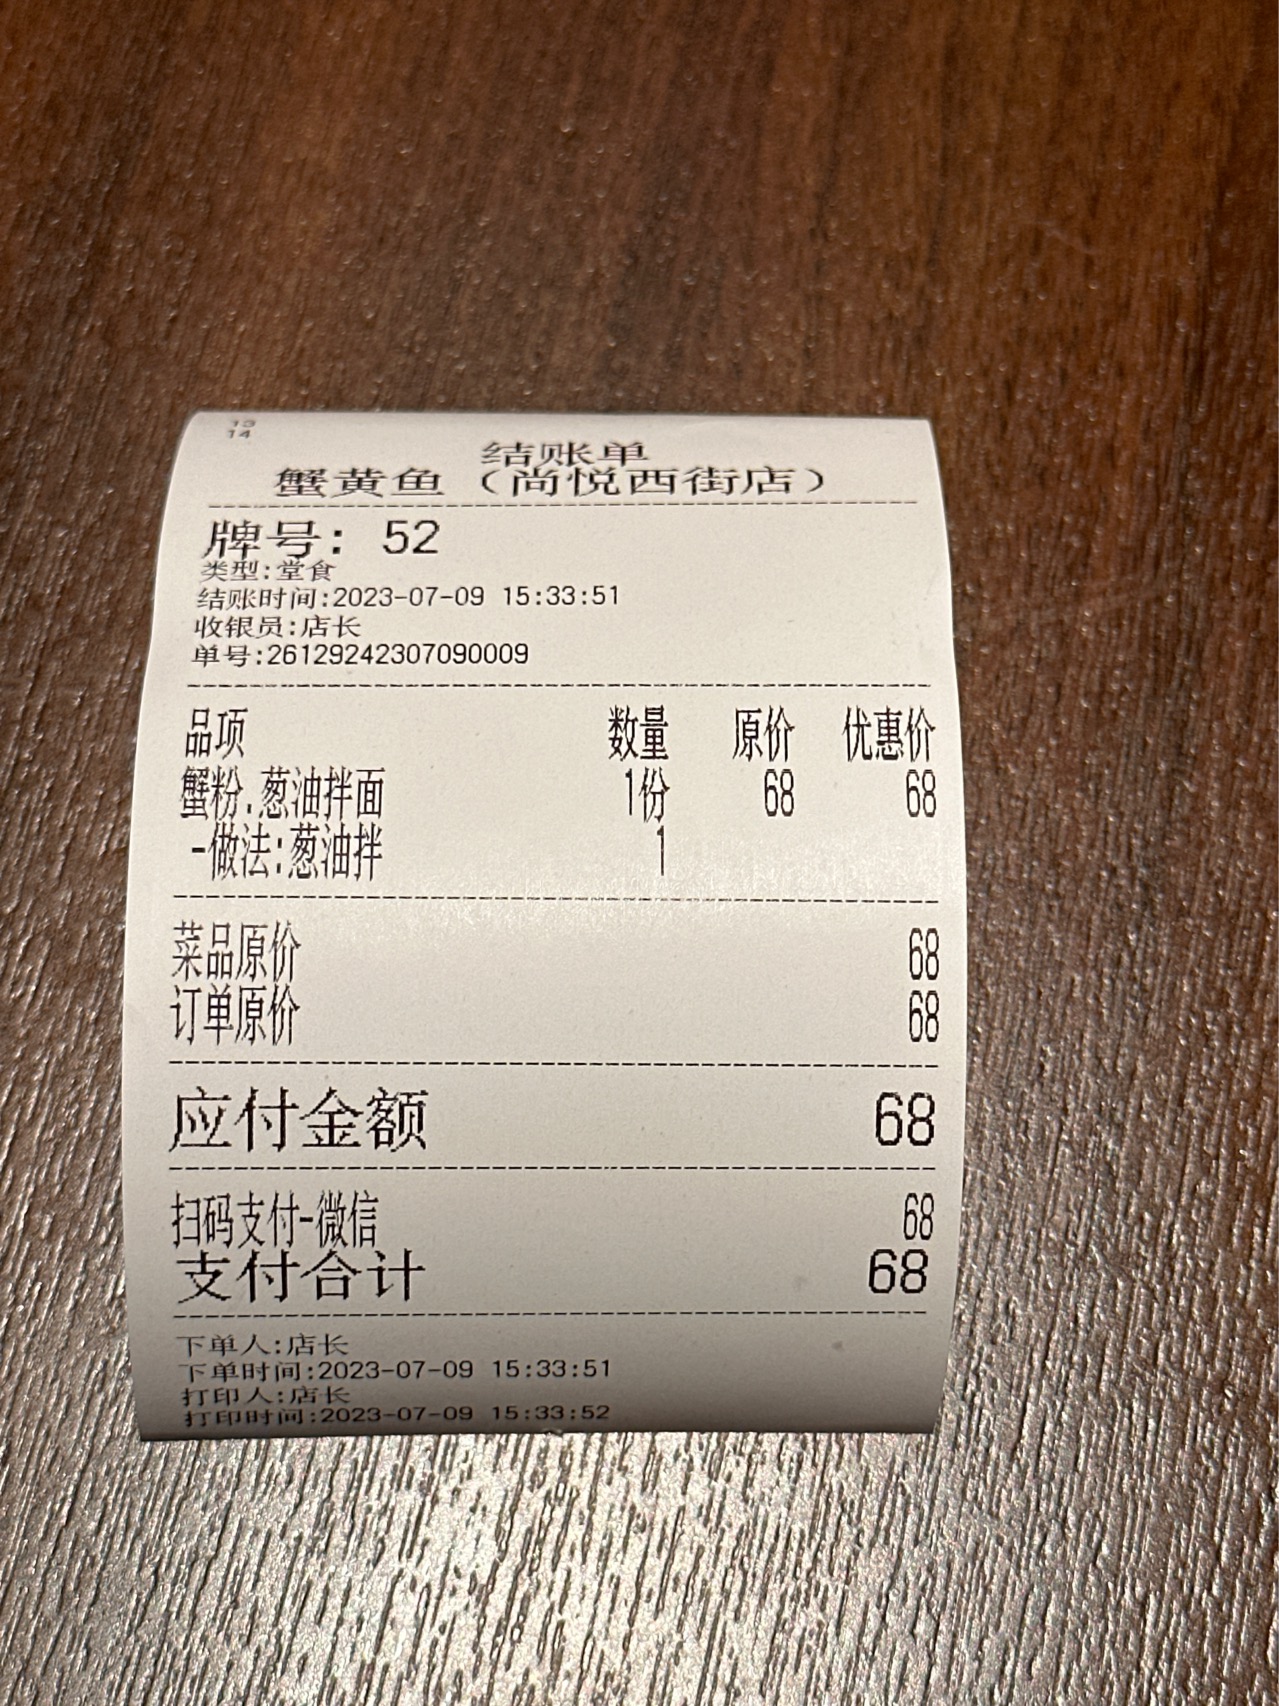 13
14
结账单
蟹黄鱼（尚悦西街店）
牌号: 52
类型:堂食
结账时间:2023-07-09 15:33:51
收银员:店长
单号:26129242307090009
品项 数量 原价 优惠价
蟹粉.葱油拌面 1份 68 68
-做法:葱油拌 1
菜品原价 68
订单原价 68
应付金额 68
扫码支付-微信 68
支付合计 68
下单人:店长
下单时间:2023-07-09 15:33:51
打印人:店长
打印时间:2023-07-09 15:33:52